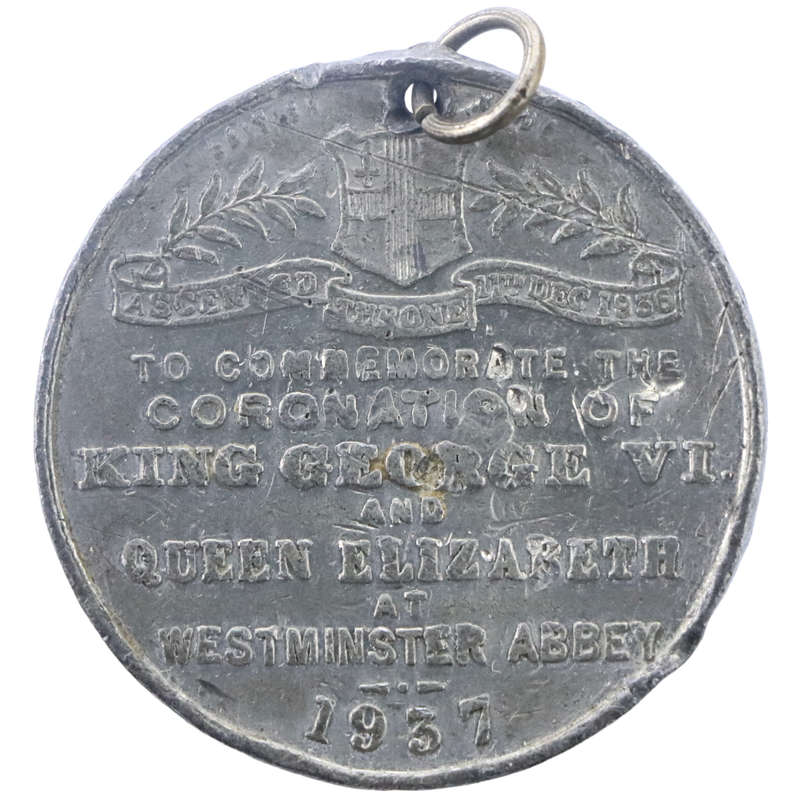 ASCENDED THRONE 11TH DEC 1936
TO COMMEMORATE THE
CORONATION OF
KING GEORGE VI.
AND
QUEEN ELIZABETH
AT
WESTMINSTER ABBEY
1937